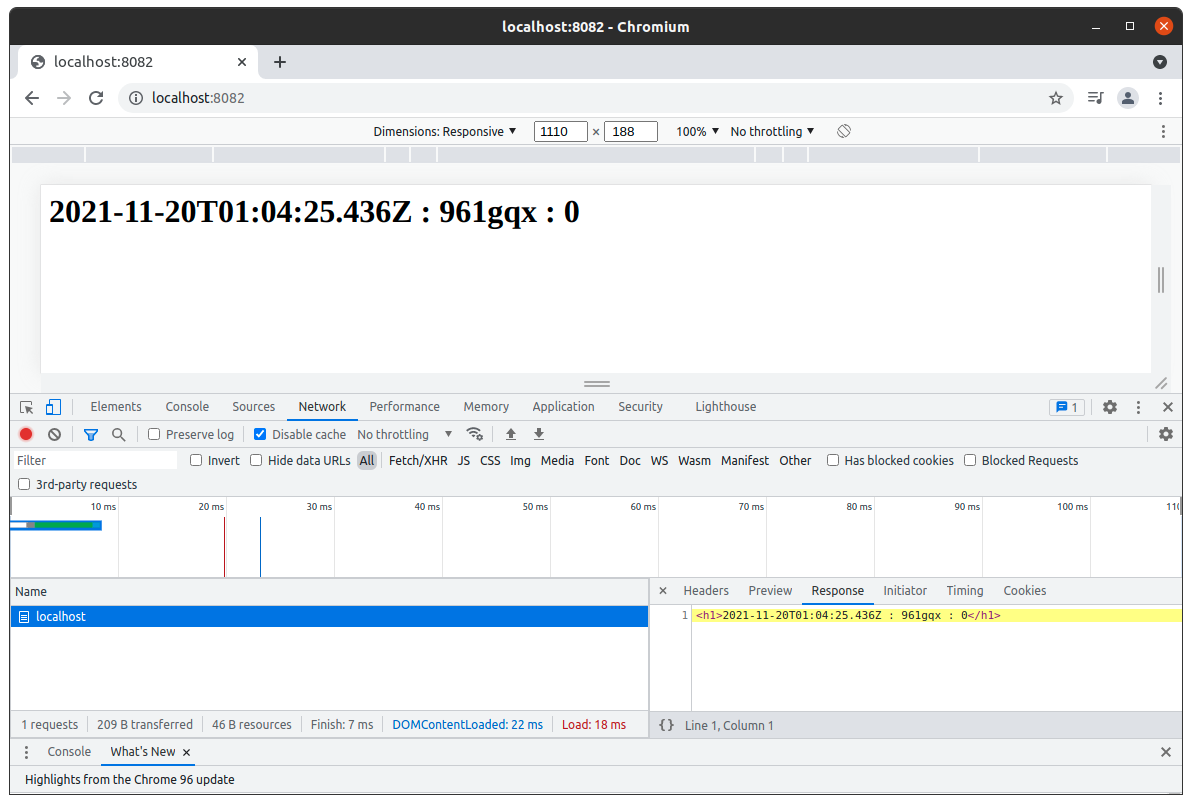 localhost:8082 - Chromium
localhost:8082
localhost:8082
Dimensions: Responsive 1110 × 188 100% No throttling
2021-11-20T01:04:25.436Z : 961gqx : 0
Elements Console Sources Network Performance Memory Application Security Lighthouse 1
Preserve log Disable cache No throttling
Filter Invert Hide data URLs All Fetch/XHR JS CSS Img Media Font Doc WS Wasm Manifest Other Has blocked cookies Blocked Requests
3rd-party requests
10 ms 20 ms 30 ms 40 ms 50 ms 60 ms 70 ms 80 ms 90 ms 100 ms 110
Name
localhost
Headers Preview Response Initiator Timing Cookies
1 <h1>2021-11-20T01:04:25.436Z : 961gqx : 0</h1>
1 requests 209 B transferred 46 B resources Finish: 7 ms DOMContentLoaded: 22 ms Load: 18 ms
{} Line 1, Column 1
Console What's New
Highlights from the Chrome 96 update